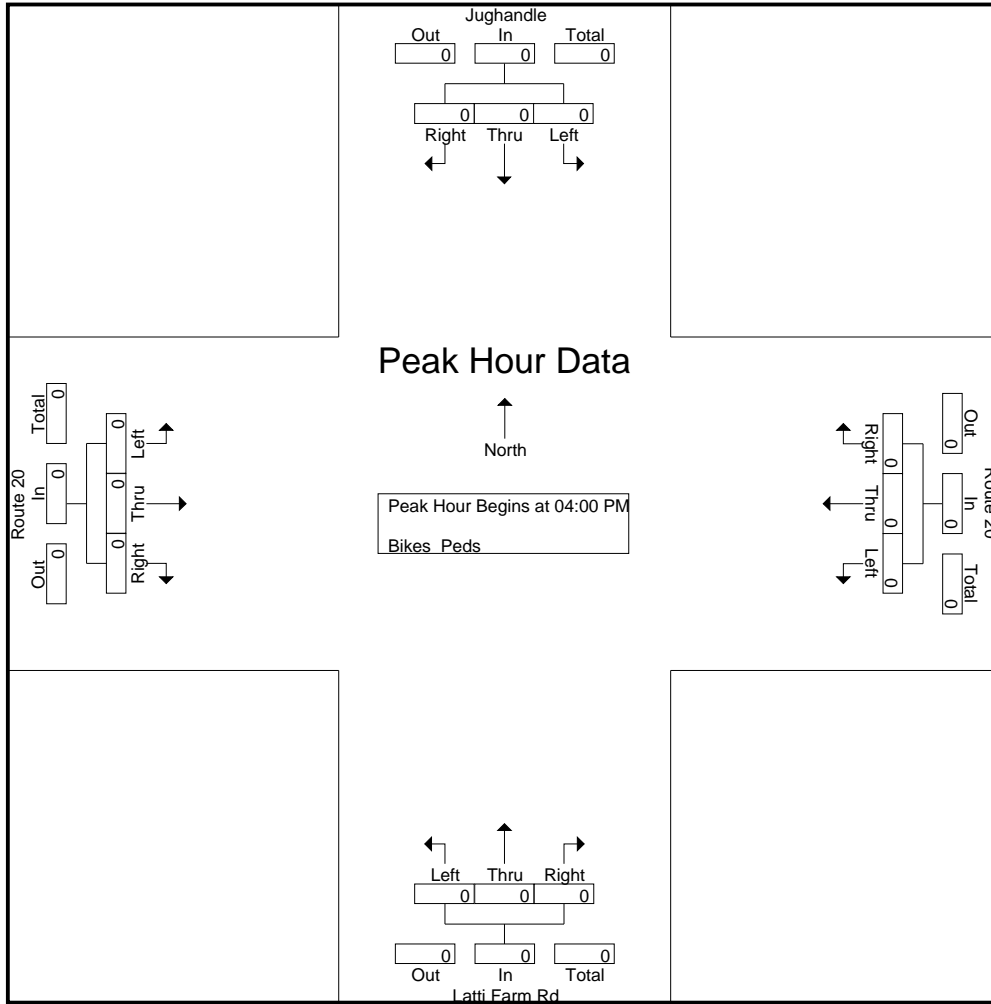 Jughandle
Out In Total
0 0 0
0 0 0
Right Thru Left
Peak Hour Data
North
Peak Hour Begins at 04:00 PM
Bikes Peds
Route 20
Total In Out
0 0 0
0 0 0
Left Thru Right
Route 20
Out In Total
0 0 0
0 0 0
Right Thru Left
Left Thru Right
0 0 0
0 0 0
Out In Total
Latti Farm Rd